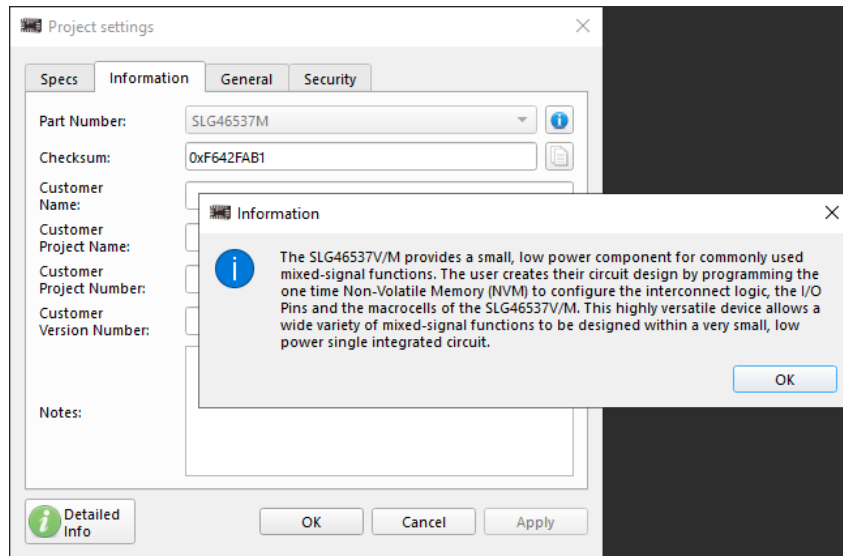 Project settings
Specs Information General Security
Part Number: SLG46537M
Checksum: 0xF642FAB1
Customer
Name:
Customer
Project Name:
Customer
Project Number:
Customer
Version Number:
Notes:
Information
The SLG46537V/M provides a small, low power component for commonly used
mixed-signal functions. The user creates their circuit design by programming the
one time Non-Volatile Memory (NVM) to configure the interconnect logic, the I/O
Pins and the macrocells of the SLG46537V/M. This highly versatile device allows a
wide variety of mixed-signal functions to be designed within a very small, low
power single integrated circuit.
OK
Detailed
Info
OK Cancel Apply